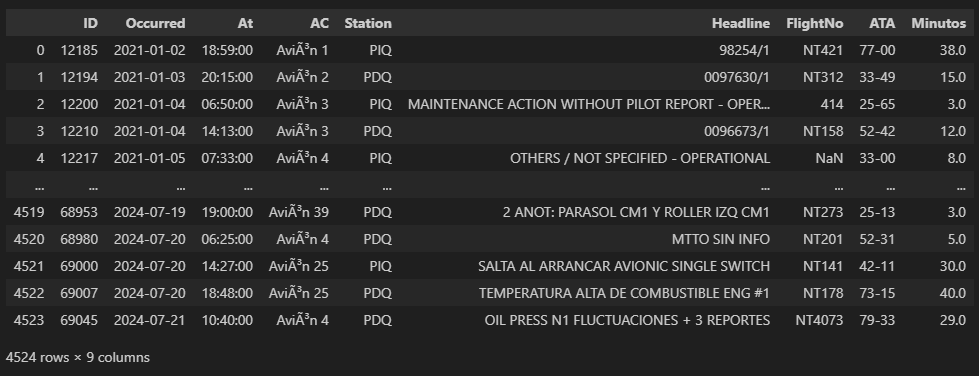 ID Occurred At AC Station Headline FlightNo ATA Minutos
0 12185 2021-01-02 18:59:00 AviÃ³n 1 PIQ 98254/1 NT421 77-00 38.0
1 12194 2021-01-03 20:15:00 AviÃ³n 2 PDQ 0097630/1 NT312 33-49 15.0
2 12200 2021-01-04 06:50:00 AviÃ³n 3 PIQ MAINTENANCE ACTION WITHOUT PILOT REPORT - OPER... 414 25-65 3.0
3 12210 2021-01-04 14:13:00 AviÃ³n 3 PDQ 0096673/1 NT158 52-42 12.0
4 12217 2021-01-05 07:33:00 AviÃ³n 4 PIQ OTHERS / NOT SPECIFIED - OPERATIONAL NaN 33-00 8.0
... ... ... ... ... ... ... ... ... ...
4519 68953 2024-07-19 19:00:00 AviÃ³n 39 PDQ 2 ANOT: PARASOL CM1 Y ROLLER IZQ CM1 NT273 25-13 3.0
4520 68980 2024-07-20 06:25:00 AviÃ³n 4 PDQ MTTO SIN INFO NT201 52-31 5.0
4521 69000 2024-07-20 14:27:00 AviÃ³n 25 PIQ SALTA AL ARRANCAR AVIONIC SINGLE SWITCH NT141 42-11 30.0
4522 69007 2024-07-20 18:48:00 AviÃ³n 25 PDQ TEMPERATURA ALTA DE COMBUSTIBLE ENG #1 NT178 73-15 40.0
4523 69045 2024-07-21 10:40:00 AviÃ³n 4 PDQ OIL PRESS N1 FLUCTUACIONES + 3 REPORTES NT4073 79-33 29.0
4524 rows × 9 columns